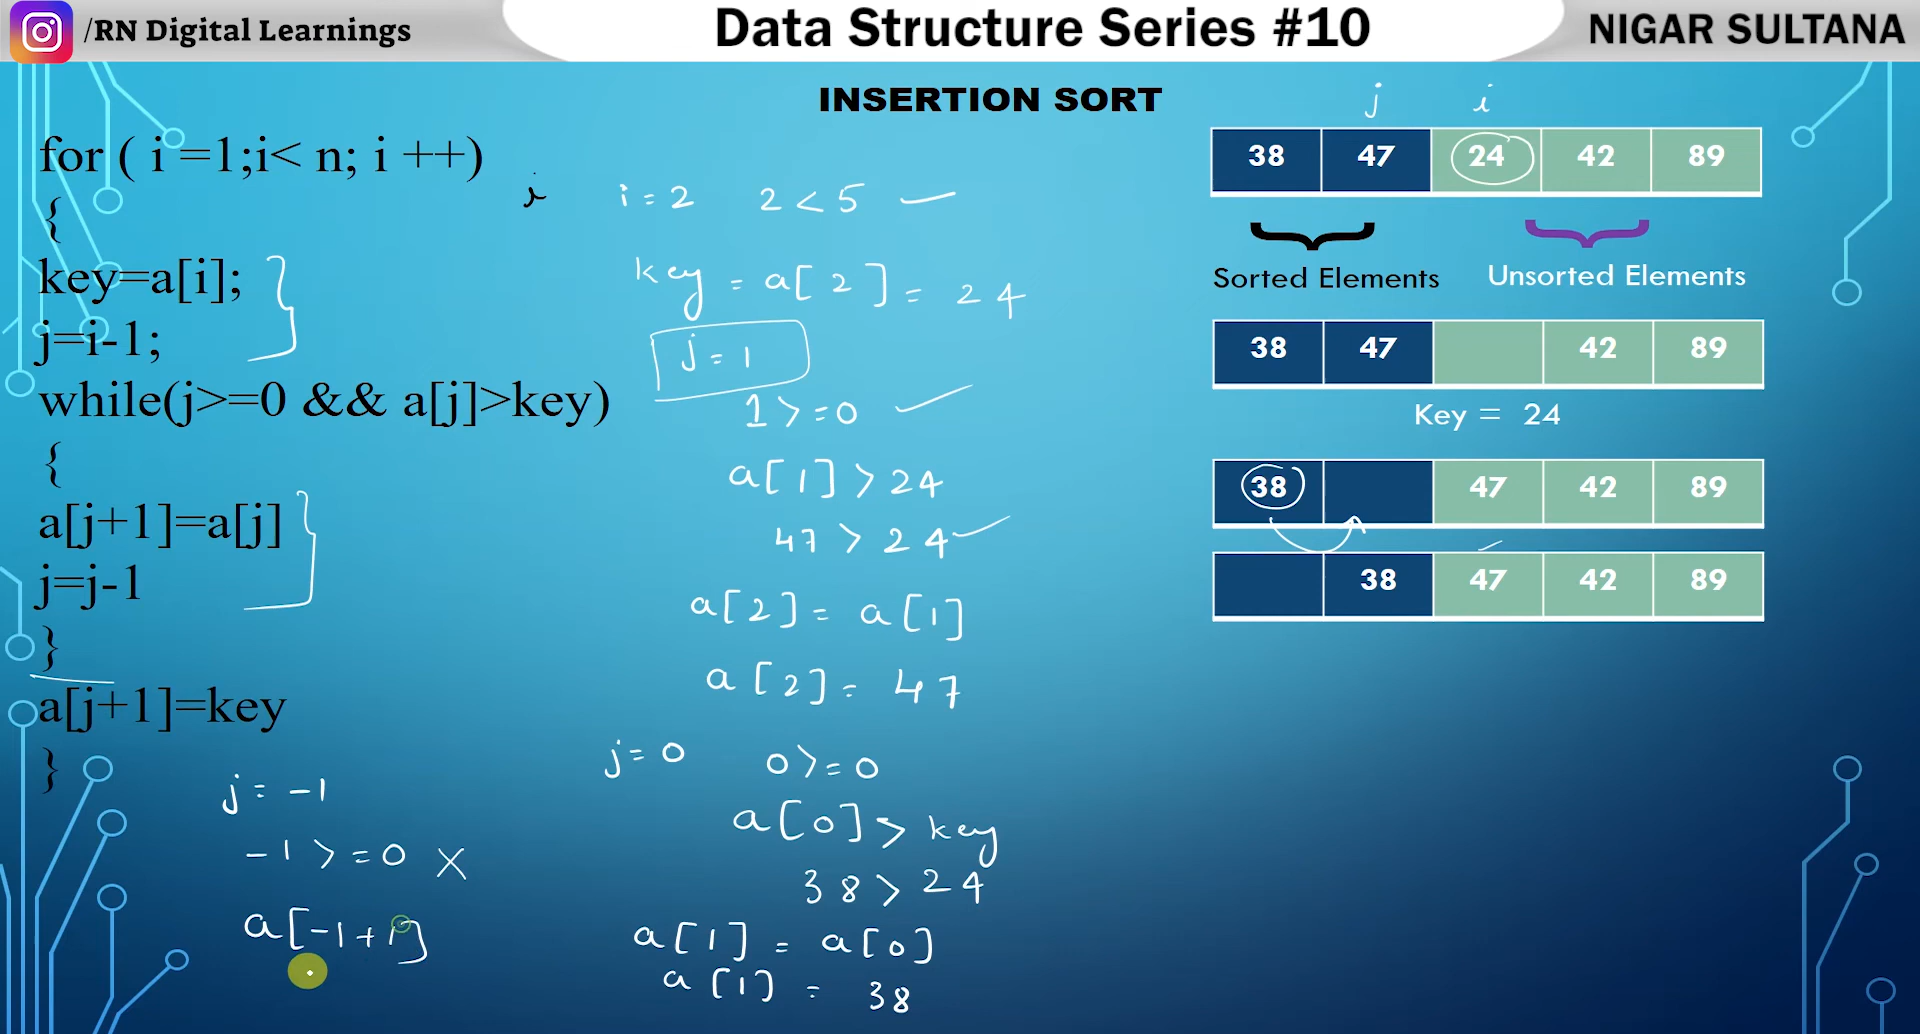 /RN Digital Learnings
Data Structure Series #10
NIGAR SULTANA
INSERTION SORT
for ( i =1;i< n; i ++)
{
key=a[i];
j=i-1;
while(j>=0 && a[j]>key)
{
a[j+1]=a[j]
j=j-1
}
a[j+1]=key
}
j = -1
-1 >= 0 X
a[-1+1]
i
i = 2 2 < 5
key = a[2] = 24
j = 1
1 >= 0
a[1] > 24
47 > 24
a[2] = a[1]
a[2] = 47
j = 0 0 >= 0
a[0] > key
38 > 24
a[1] = a[0]
a[1] = 38
j i
38 47 24 42 89
Sorted Elements Unsorted Elements
38 47 42 89
Key = 24
38 47 42 89
38 47 42 89